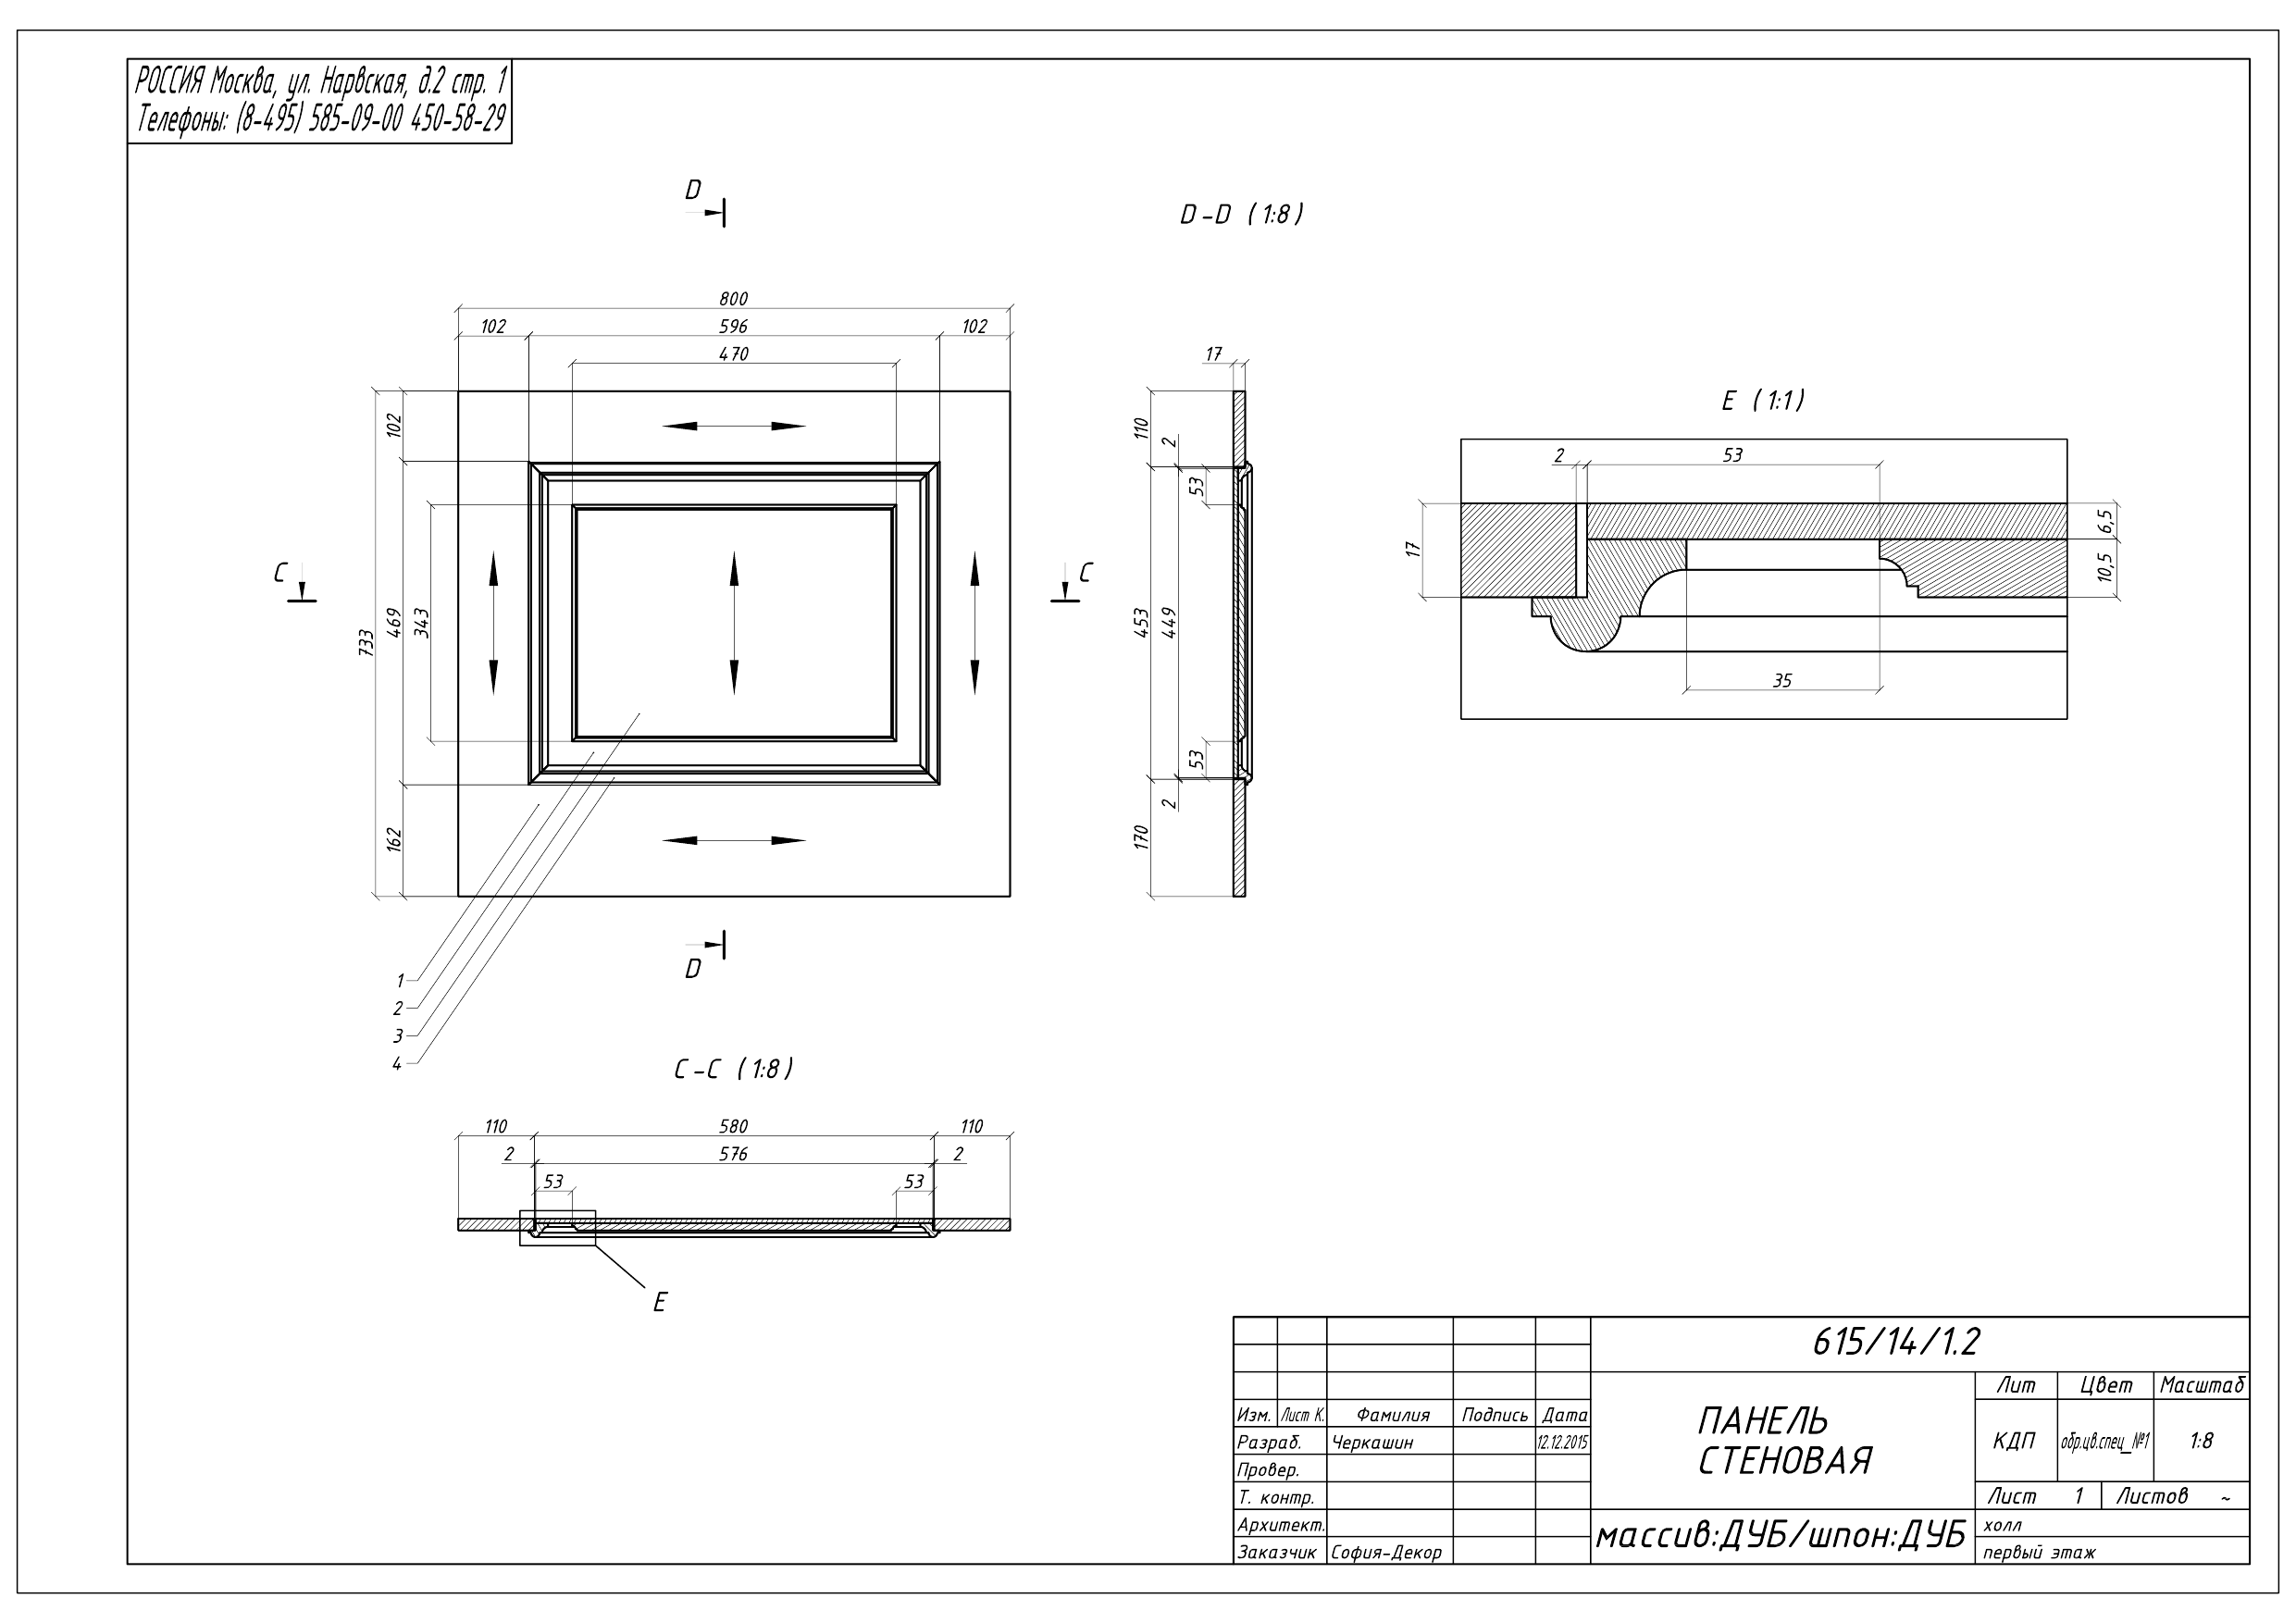 РОССИЯ Москва, ул. Нарвская, д.2 стр. 1
Телефоны: (8-495) 585-09-00 450-58-29
D
D-D (1:8)
800
102 596 102
470
17
E (1:1)
102
110
2
53
2 53
17
6,5
10,5
35
C
C
733
469
343
453
449
53
2
162
170
D
1
2
3
4
C-C (1:8)
110 580 110
2 576 2
53 53
E
615/14/1.2
Лит Цвет Масштаб
Изм. Лист К. Фамилия Подпись Дата
ПАНЕЛЬ
СТЕНОВАЯ
КДП обр.цв.спец_№1 1:8
Разраб. Черкашин 12.12.2015
Провер.
Т. контр.
Лист 1 Листов ~
Архитект.
массив:ДУБ/шпон:ДУБ
холл
Заказчик София-Декор
первый этаж